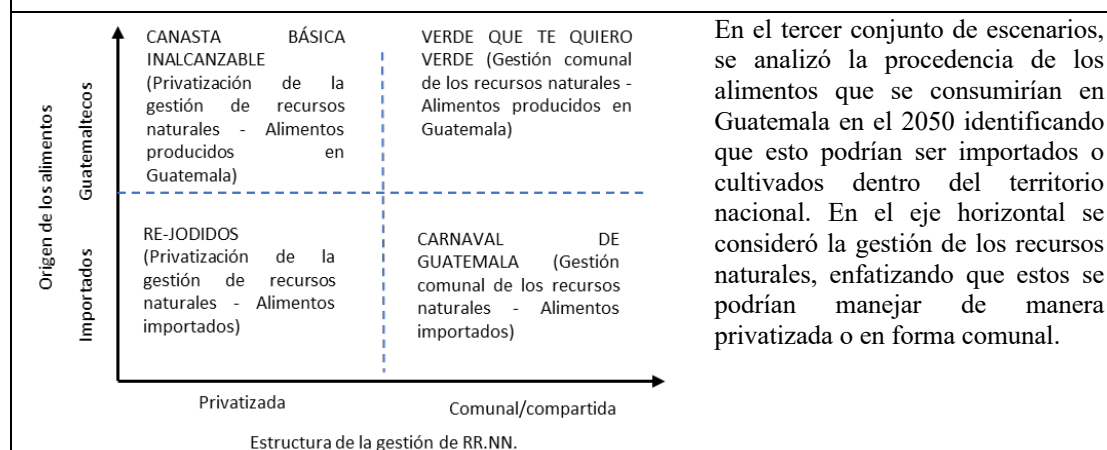 CANASTA BÁSICA
INALCANZABLE
(Privatización de la
gestión de recursos
naturales - Alimentos
producidos en
Guatemala)
VERDE QUE TE QUIERO
VERDE (Gestión comunal
de los recursos naturales -
Alimentos producidos en
Guatemala)
RE-JODIDOS
(Privatización de la
gestión de recursos
naturales - Alimentos
importados)
CARNAVAL DE
GUATEMALA (Gestión
comunal de los recursos
naturales - Alimentos
importados)
Origen de los alimentos
Guatemaltecos
Importados
Privatizada
Comunal/compartida
Estructura de la gestión de RR.NN.
En el tercer conjunto de escenarios,
se analizó la procedencia de los
alimentos que se consumirían en
Guatemala en el 2050 identificando
que esto podrían ser importados o
cultivados dentro del territorio
nacional. En el eje horizontal se
consideró la gestión de los recursos
naturales, enfatizando que estos se
podrían manejar de manera
privatizada o en forma comunal.